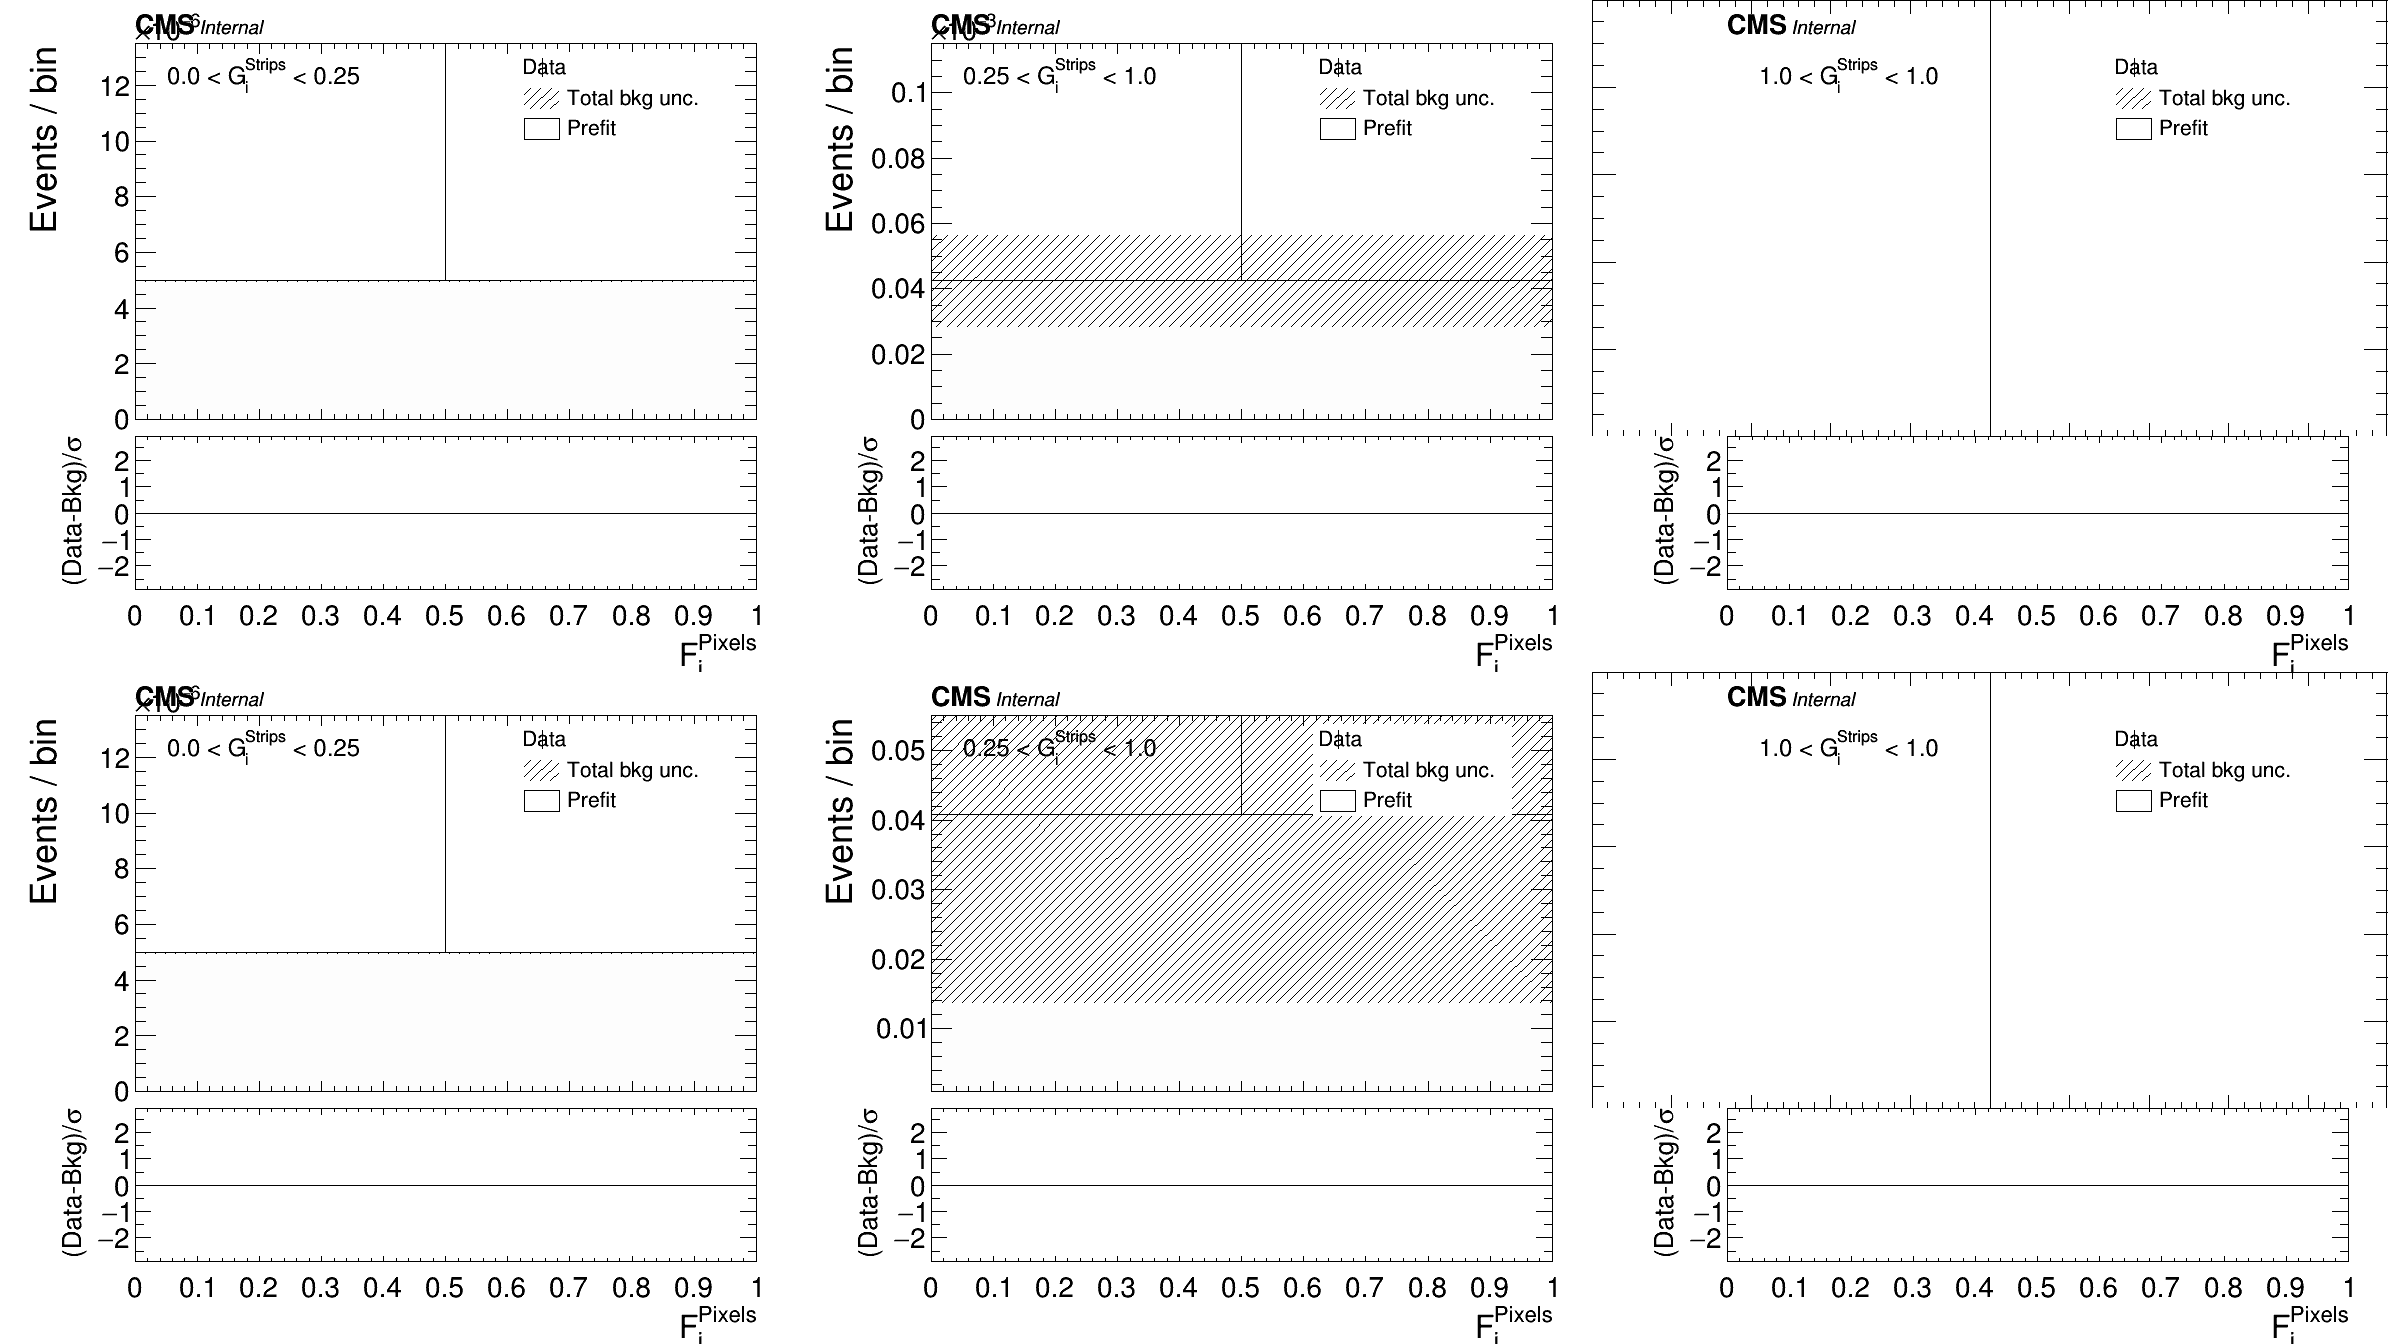 CMS Internal
×10⁻⁶
0.0 < G_i^Strips < 0.25
Data
Total bkg unc.
Prefit
Events / bin
12
10
8
6
4
2
0
(Data-Bkg)/σ
2
1
0
−1
−2
0 0.1 0.2 0.3 0.4 0.5 0.6 0.7 0.8 0.9 1
F_i^Pixels
CMS Internal
0.25 < G_i^Strips < 1.0
Data
Total bkg unc.
Prefit
Events / bin
0.1
0.08
0.06
0.04
0.02
0
(Data-Bkg)/σ
2
1
0
−1
−2
0 0.1 0.2 0.3 0.4 0.5 0.6 0.7 0.8 0.9 1
F_i^Pixels
CMS Internal
1.0 < G_i^Strips < 1.0
Data
Total bkg unc.
Prefit
(Data-Bkg)/σ
2
1
0
−1
−2
0 0.1 0.2 0.3 0.4 0.5 0.6 0.7 0.8 0.9 1
F_i^Pixels
CMS Internal
×10⁻⁶
0.0 < G_i^Strips < 0.25
Data
Total bkg unc.
Prefit
Events / bin
12
10
8
6
4
2
0
(Data-Bkg)/σ
2
1
0
−1
−2
0 0.1 0.2 0.3 0.4 0.5 0.6 0.7 0.8 0.9 1
F_i^Pixels
CMS Internal
0.25 < G_i^Strips < 1.0
Data
Total bkg unc.
Prefit
Events / bin
0.05
0.04
0.03
0.02
0.01
(Data-Bkg)/σ
2
1
0
−1
−2
0 0.1 0.2 0.3 0.4 0.5 0.6 0.7 0.8 0.9 1
F_i^Pixels
CMS Internal
1.0 < G_i^Strips < 1.0
Data
Total bkg unc.
Prefit
(Data-Bkg)/σ
2
1
0
−1
−2
0 0.1 0.2 0.3 0.4 0.5 0.6 0.7 0.8 0.9 1
F_i^Pixels